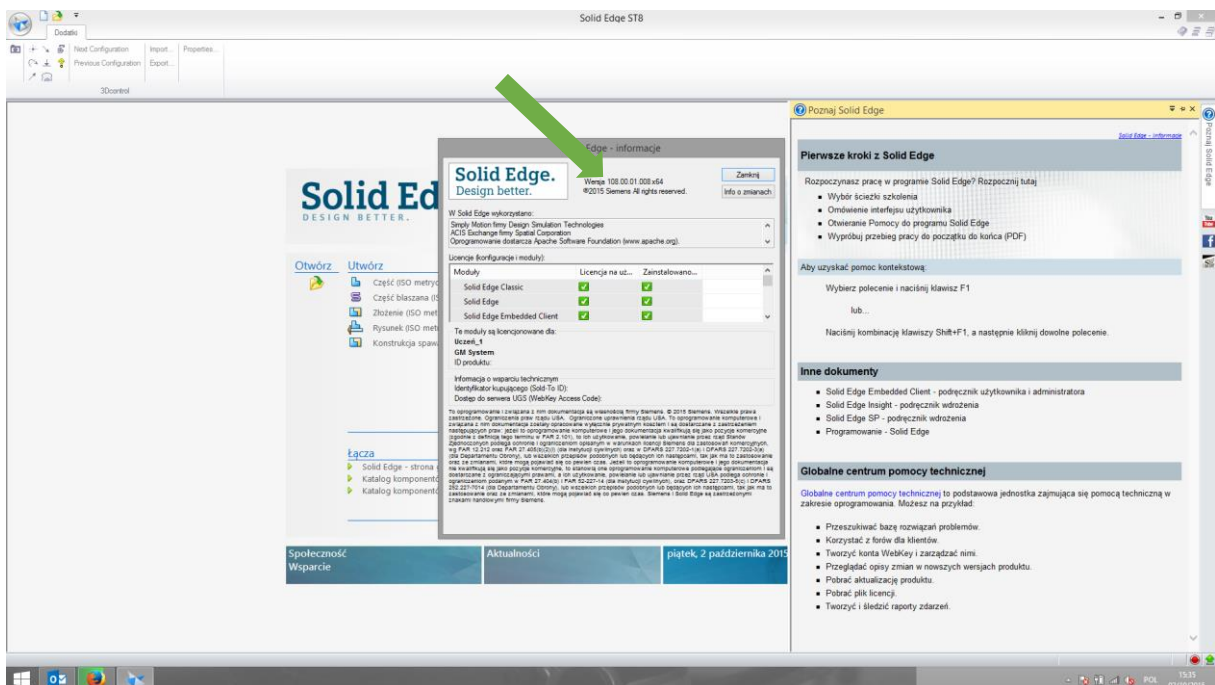 Solid Edge ST8
Dodatki
Next Configuration
Previous Configuration
Import...
Export...
Properties...
3Dcontrol
Solid Ed
DESIGN BETTER.
Otwórz
Utwórz
Część (ISO metryc
Część blaszana (IS
Złożenie (ISO met
Rysunek (ISO met
Konstrukcja spaw
Łącza
Solid Edge - strona
Katalog komponentó
Katalog komponentó
Społeczność
Wsparcie
Aktualności
piątek, 2 października 2015
Edge - informacje
Solid Edge.
Design better.
Wersja 108.00.01.008 x64
©2015 Siemens All rights reserved.
Zamknij
Info o zmianach
W Solid Edge wykorzystano:
Simply Motion firmy Design Simulation Technologies
ACIS Exchange firmy Spatial Corporation
Oprogramowanie dostarcza Apache Software Foundation (www.apache.org).
Licencje (konfiguracje i moduły):
Moduły Licencja na uż... Zainstalowano...
Solid Edge Classic
Solid Edge
Solid Edge Embedded Client
Te moduły są licencjonowane dla:
Uczeń_1
GM System
ID produktu:
Informacja o wsparciu technicznym
Identyfikator kupującego (Sold-To ID):
Dostęp do serwera UGS (WebKey Access Code):
Poznaj Solid Edge
Solid Edge - informacje
Pierwsze kroki z Solid Edge
Rozpoczynasz pracę w programie Solid Edge? Rozpocznij tutaj
Wybór ścieżki szkolenia
Omówienie interfejsu użytkownika
Otwieranie Pomocy do programu Solid Edge
Wypróbuj przebieg pracy do początku do końca (PDF)
Aby uzyskać pomoc kontekstową:
Wybierz polecenie i naciśnij klawisz F1
lub...
Naciśnij kombinację klawiszy Shift+F1, a następnie kliknij dowolne polecenie.
Inne dokumenty
Solid Edge Embedded Client - podręcznik użytkownika i administratora
Solid Edge Insight - podręcznik wdrożenia
Solid Edge SP - podręcznik wdrożenia
Programowanie - Solid Edge
Globalne centrum pomocy technicznej
Globalne centrum pomocy technicznej to podstawowa jednostka zajmująca się pomocą techniczną w
zakresie oprogramowania. Możesz na przykład:
Przeszukiwać bazę rozwiązań problemów.
Korzystać z forów dla klientów.
Tworzyć konta WebKey i zarządzać nimi.
Przeglądać opisy zmian w nowszych wersjach produktu.
Pobrać aktualizację produktu.
Pobrać plik licencji.
Tworzyć i śledzić raporty zdarzeń.
Poznaj Solid Edge
POL
15:35